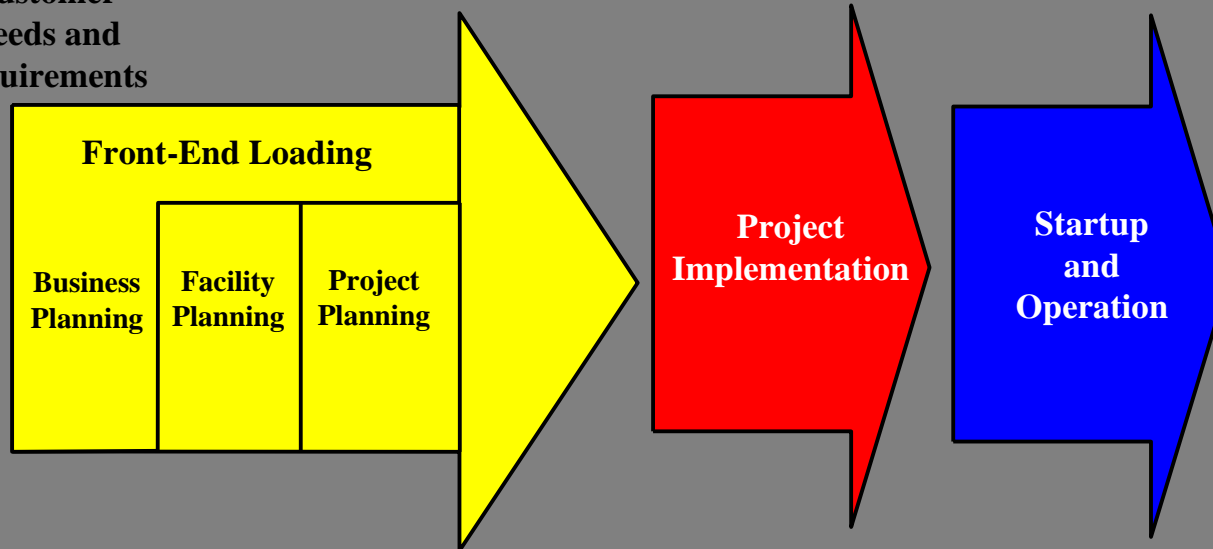 eeds and
uirements
Front-End Loading
Business
Planning
Facility
Planning
Project
Planning
Project
Implementation
Startup
and
Operation